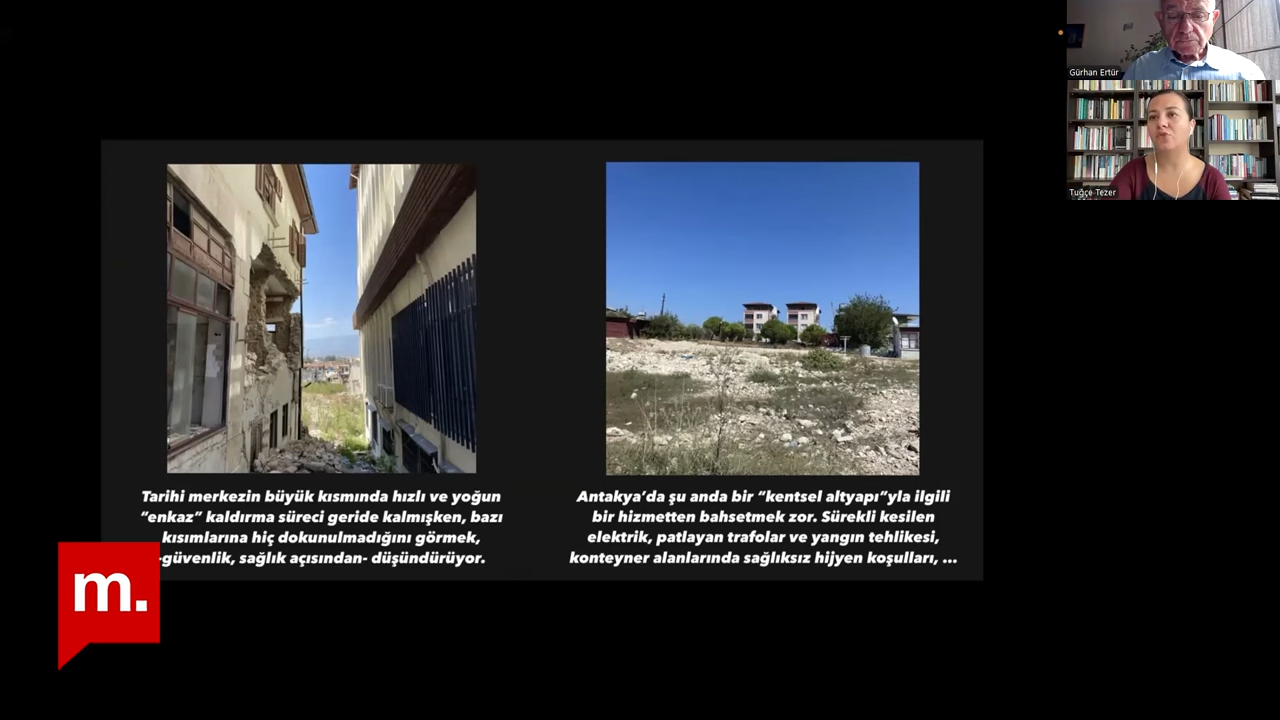 Gürhan Ertür
Tuğçe Tezer
Tarihi merkezin büyük kısmında hızlı ve yoğun
“enkaz” kaldırma süreci geride kalmışken, bazı
kısımlarına hiç dokunulmadığını görmek,
-güvenlik, sağlık açısından- düşündürüyor.
Antakya’da şu anda bir “kentsel altyapı”yla ilgili
bir hizmetten bahsetmek zor. Sürekli kesilen
elektrik, patlayan trafolar ve yangın tehlikesi,
konteyner alanlarında sağlıksız hijyen koşulları, ...
m.